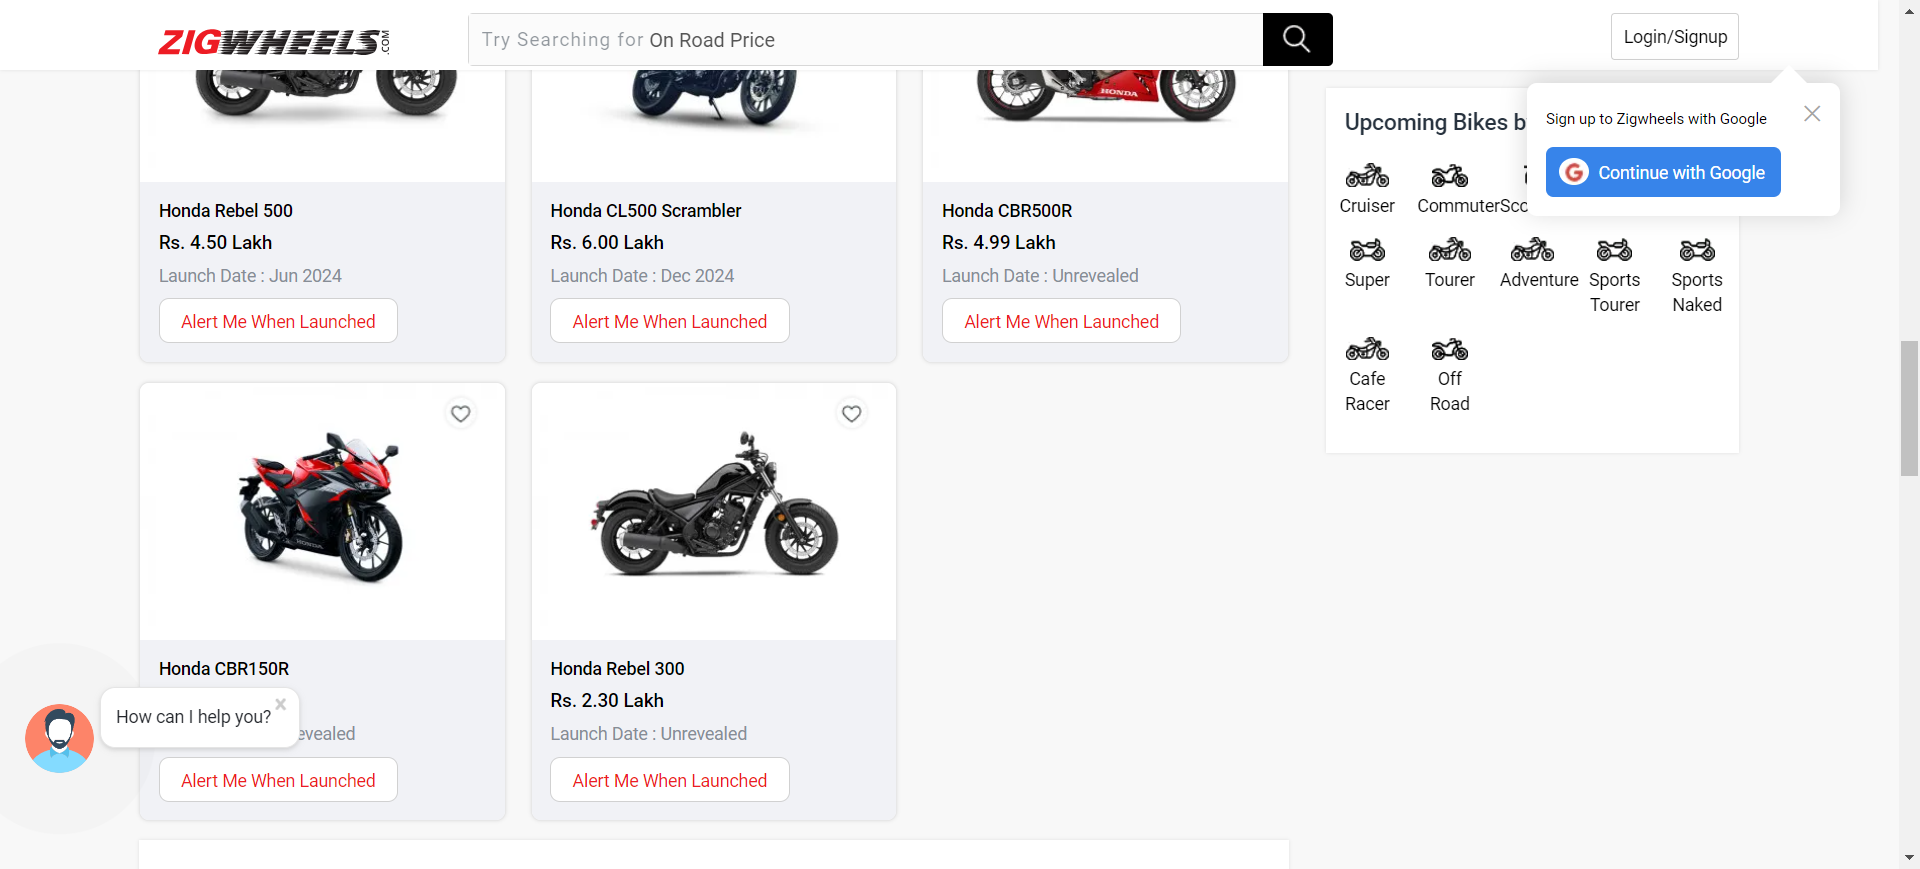 ZIGWHEELS.COM
Try Searching for On Road Price
Login/Signup
Sign up to Zigwheels with Google
Continue with Google
HONDA
Honda Rebel 500
Rs. 4.50 Lakh
Launch Date : Jun 2024
Alert Me When Launched
Honda CL500 Scrambler
Rs. 6.00 Lakh
Launch Date : Dec 2024
Alert Me When Launched
Honda CBR500R
Rs. 4.99 Lakh
Launch Date : Unrevealed
Alert Me When Launched
Upcoming Bikes
Cruiser
Commuter
Super
Tourer
Adventure
Sports
Tourer
Sports
Naked
Cafe
Racer
Off
Road
HONDA
Honda CBR150R
Alert Me When Launched
Honda Rebel 300
Rs. 2.30 Lakh
Launch Date : Unrevealed
Alert Me When Launched
How can I help you?